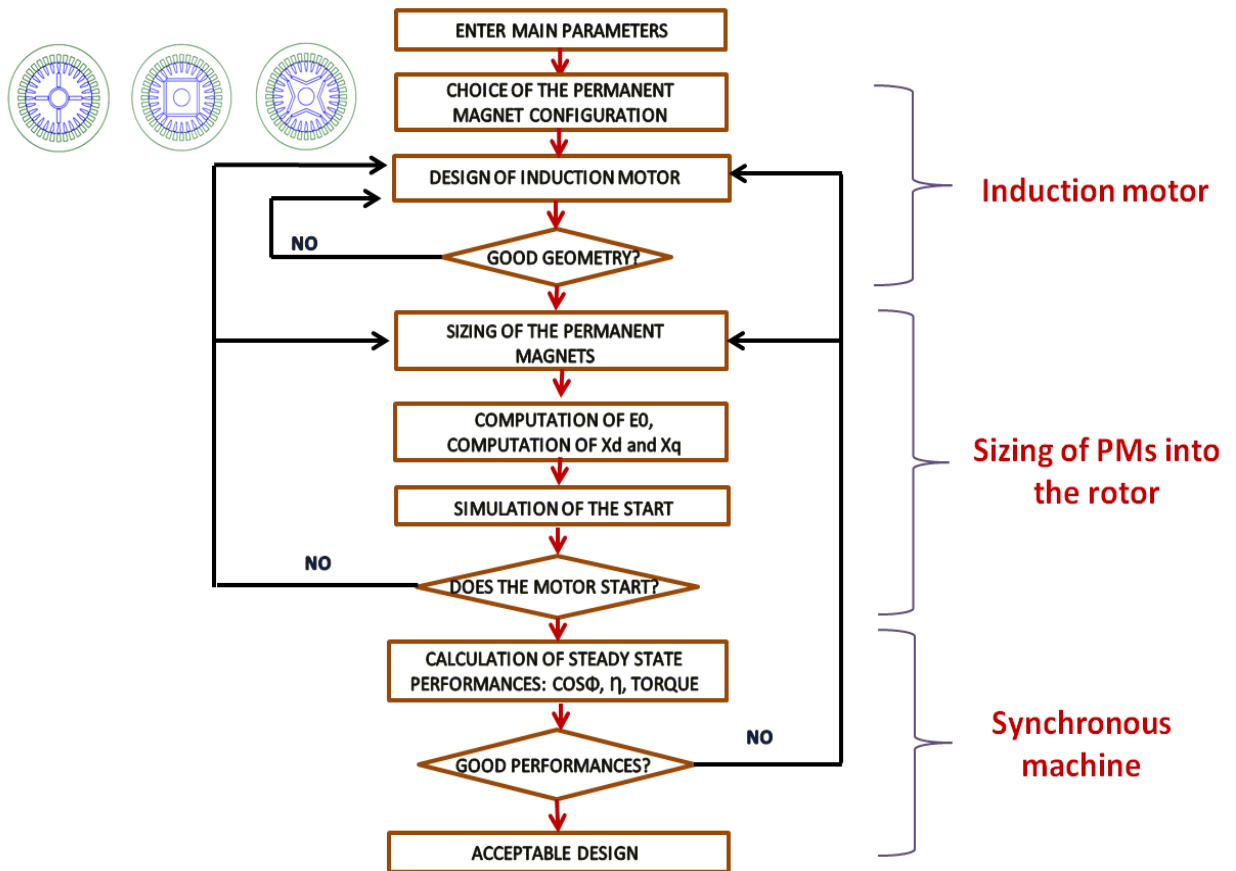 ENTER MAIN PARAMETERS
CHOICE OF THE PERMANENT
MAGNET CONFIGURATION
DESIGN OF INDUCTION MOTOR
Induction motor
NO
GOOD GEOMETRY?
SIZING OF THE PERMANENT
MAGNETS
COMPUTATION OF E0,
COMPUTATION OF Xd and Xq
Sizing of PMs into
the rotor
SIMULATION OF THE START
NO
DOES THE MOTOR START?
CALCULATION OF STEADY STATE
PERFORMANCES: COSΦ, η, TORQUE
Synchronous
machine
NO
GOOD PERFORMANCES?
ACCEPTABLE DESIGN